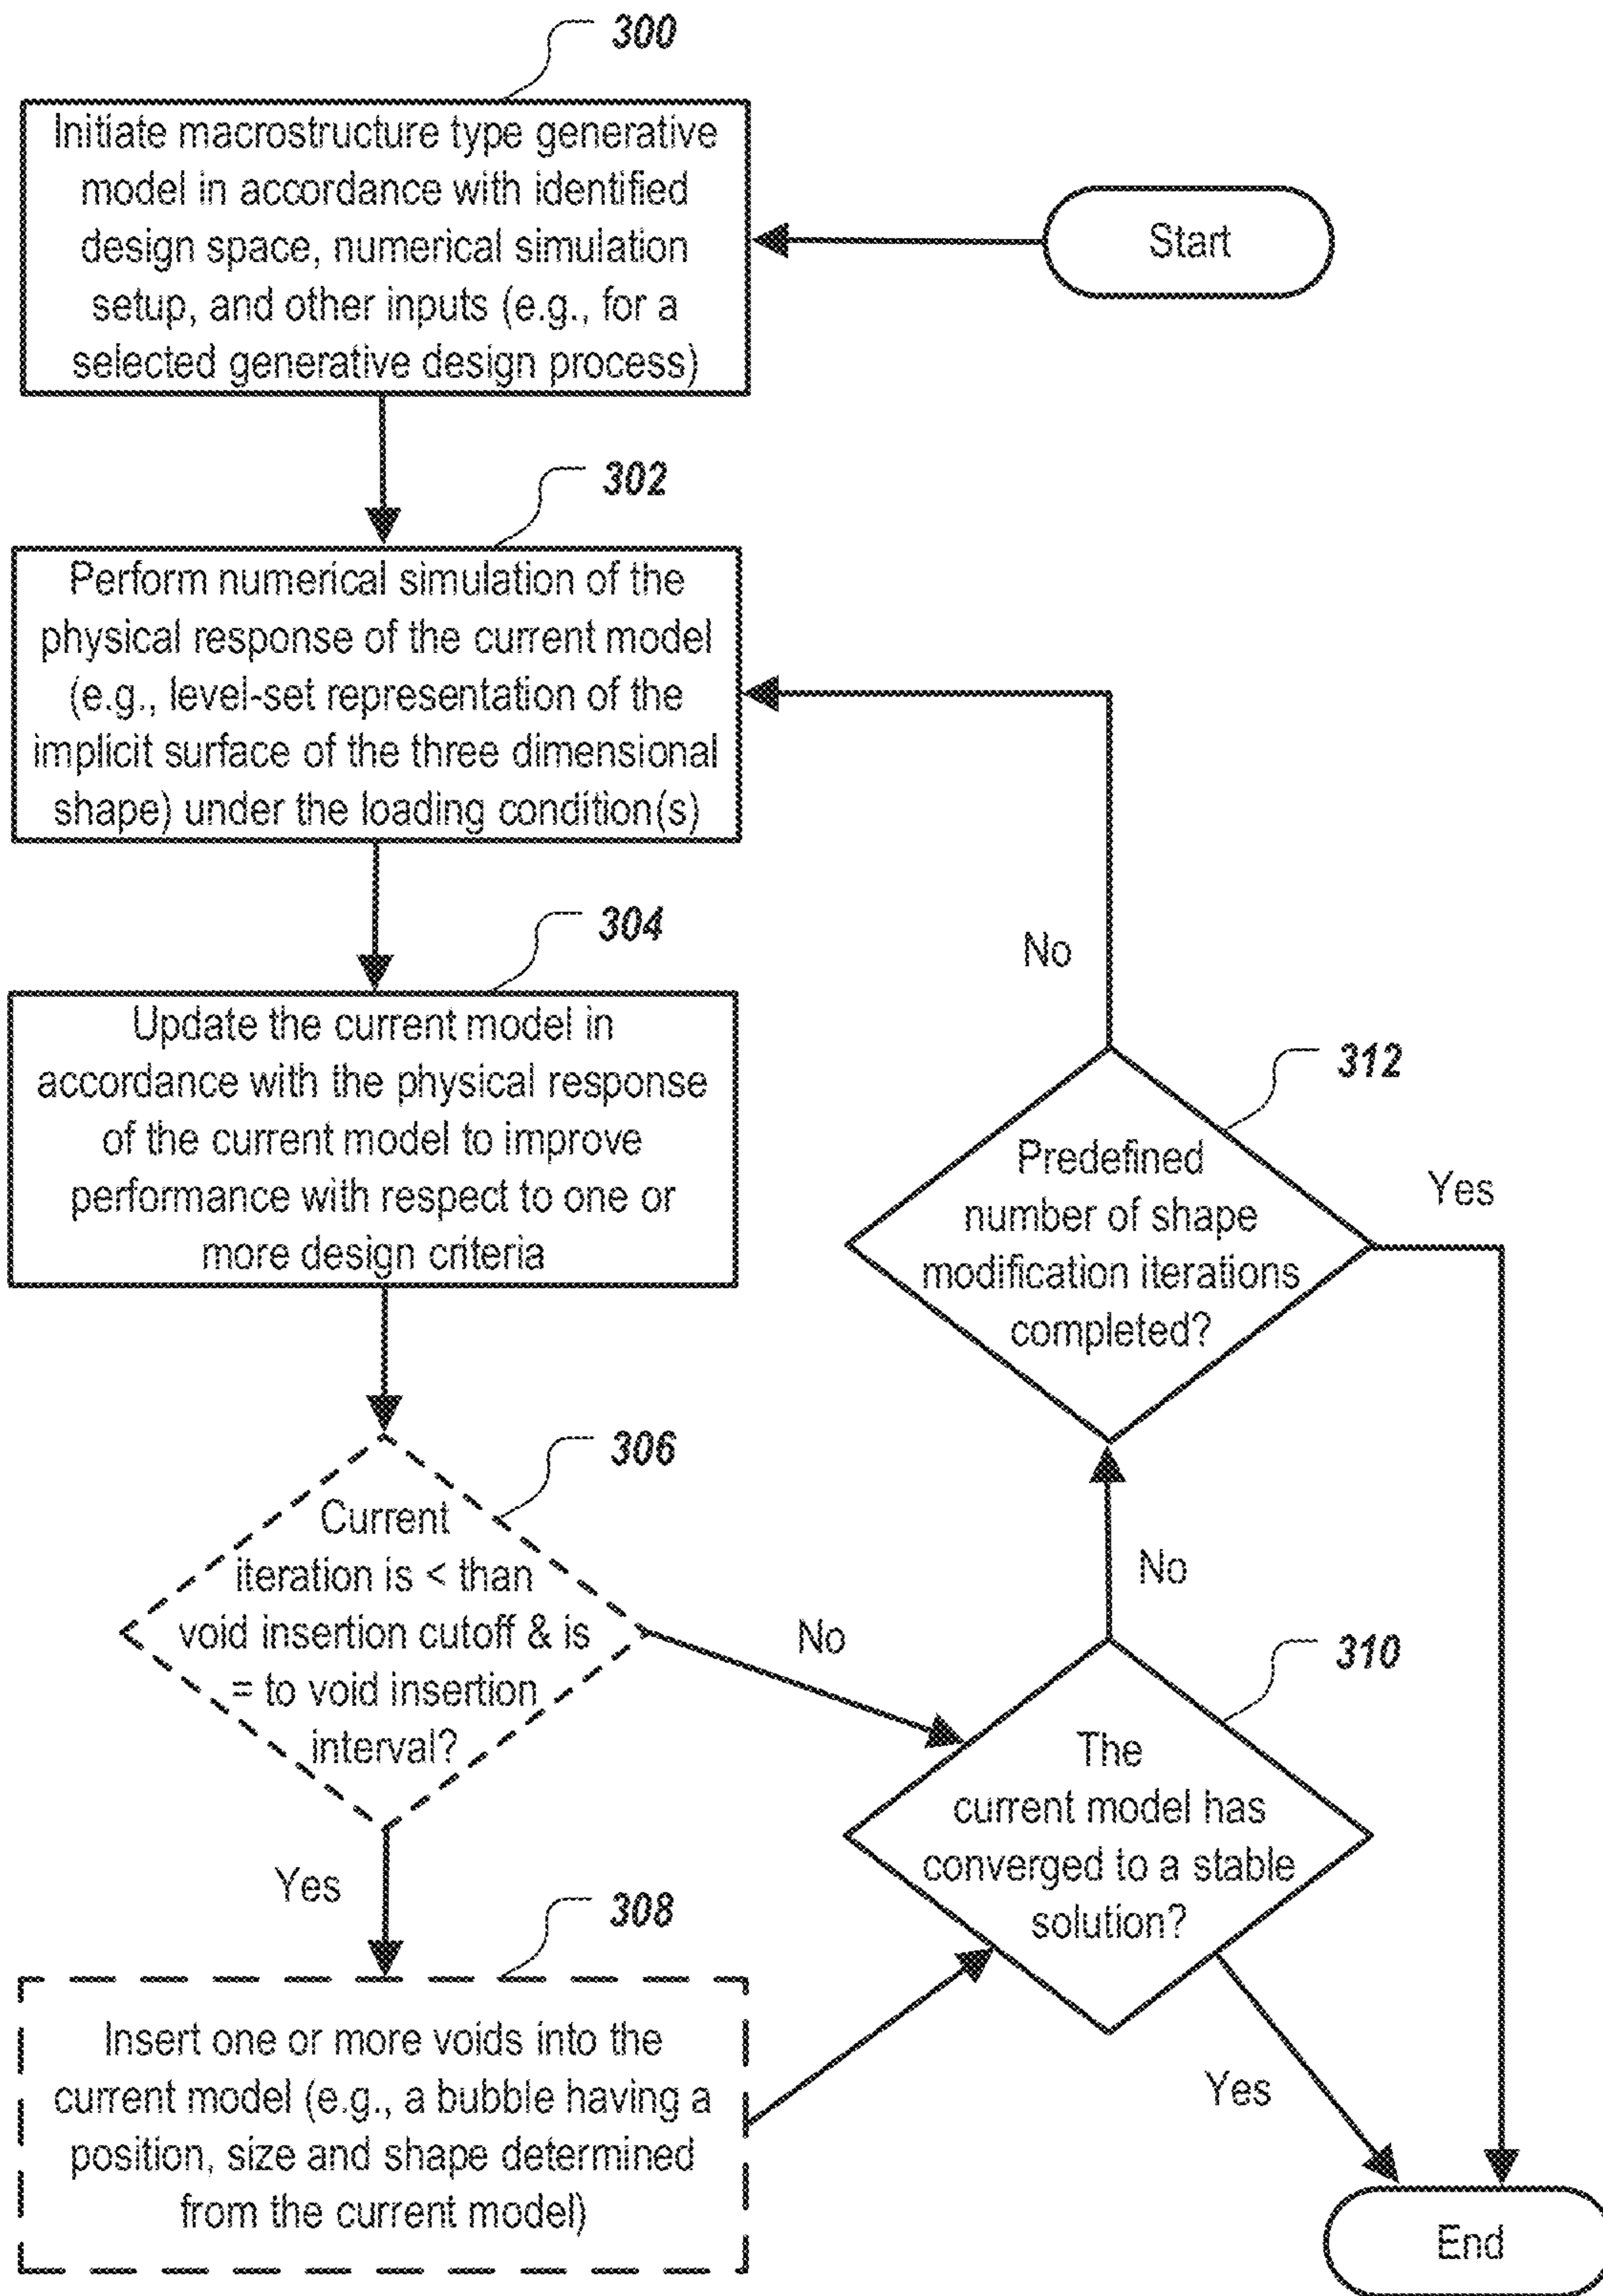 300
Initiate macrostructure type generative
model in accordance with identified
design space, numerical simulation
setup, and other inputs (e.g., for a
selected generative design process)
Start
302
Perform numerical simulation of the
physical response of the current model
(e.g., level-set representation of the
implicit surface of the three dimensional
shape) under the loading condition(s)
304
Update the current model in
accordance with the physical response
of the current model to improve
performance with respect to one or
more design criteria
306
Current
iteration is < than
void insertion cutoff & is
= to void insertion
interval?
No
Yes
308
Insert one or more voids into the
current model (e.g., a bubble having a
position, size and shape determined
from the current model)
310
The
current model has
converged to a stable
solution?
No
Yes
312
Predefined
number of shape
modification iterations
completed?
No
Yes
End